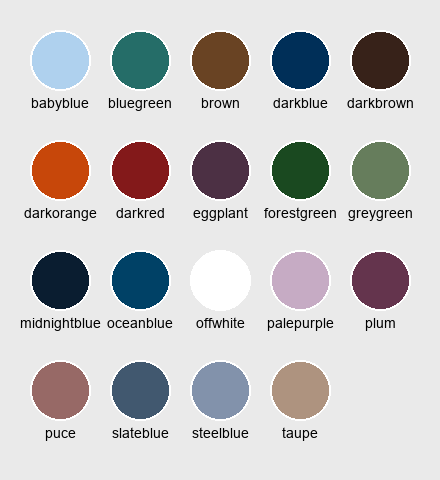 babyblue bluegreen brown darkblue darkbrown
darkorange darkred eggplant forestgreen greygreen
midnightblue oceanblue offwhite palepurple plum
puce slateblue steelblue taupe